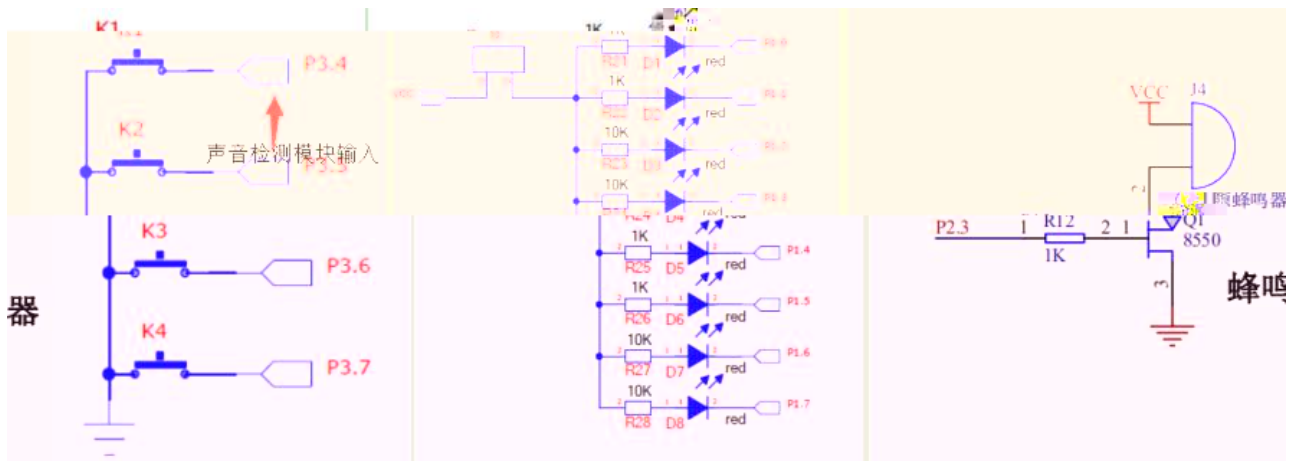 K1
P3.4
K2
声音检测模块输入
P3.5
K3
P3.6
K4
P3.7
器
1K
VCC
R21 D1 red
1K
R22 D2 red
10K
R23 D3 red
10K
R24 D4 red
1K
R25 D5 red P1.4
1K
R26 D6 red P1.5
10K
R27 D7 red P1.6
10K
R28 D8 red P1.7
VCC J4
2
蜂鸣器
P2.3 1 R12 2 1 Q1
1K 8550
3
蜂鸣